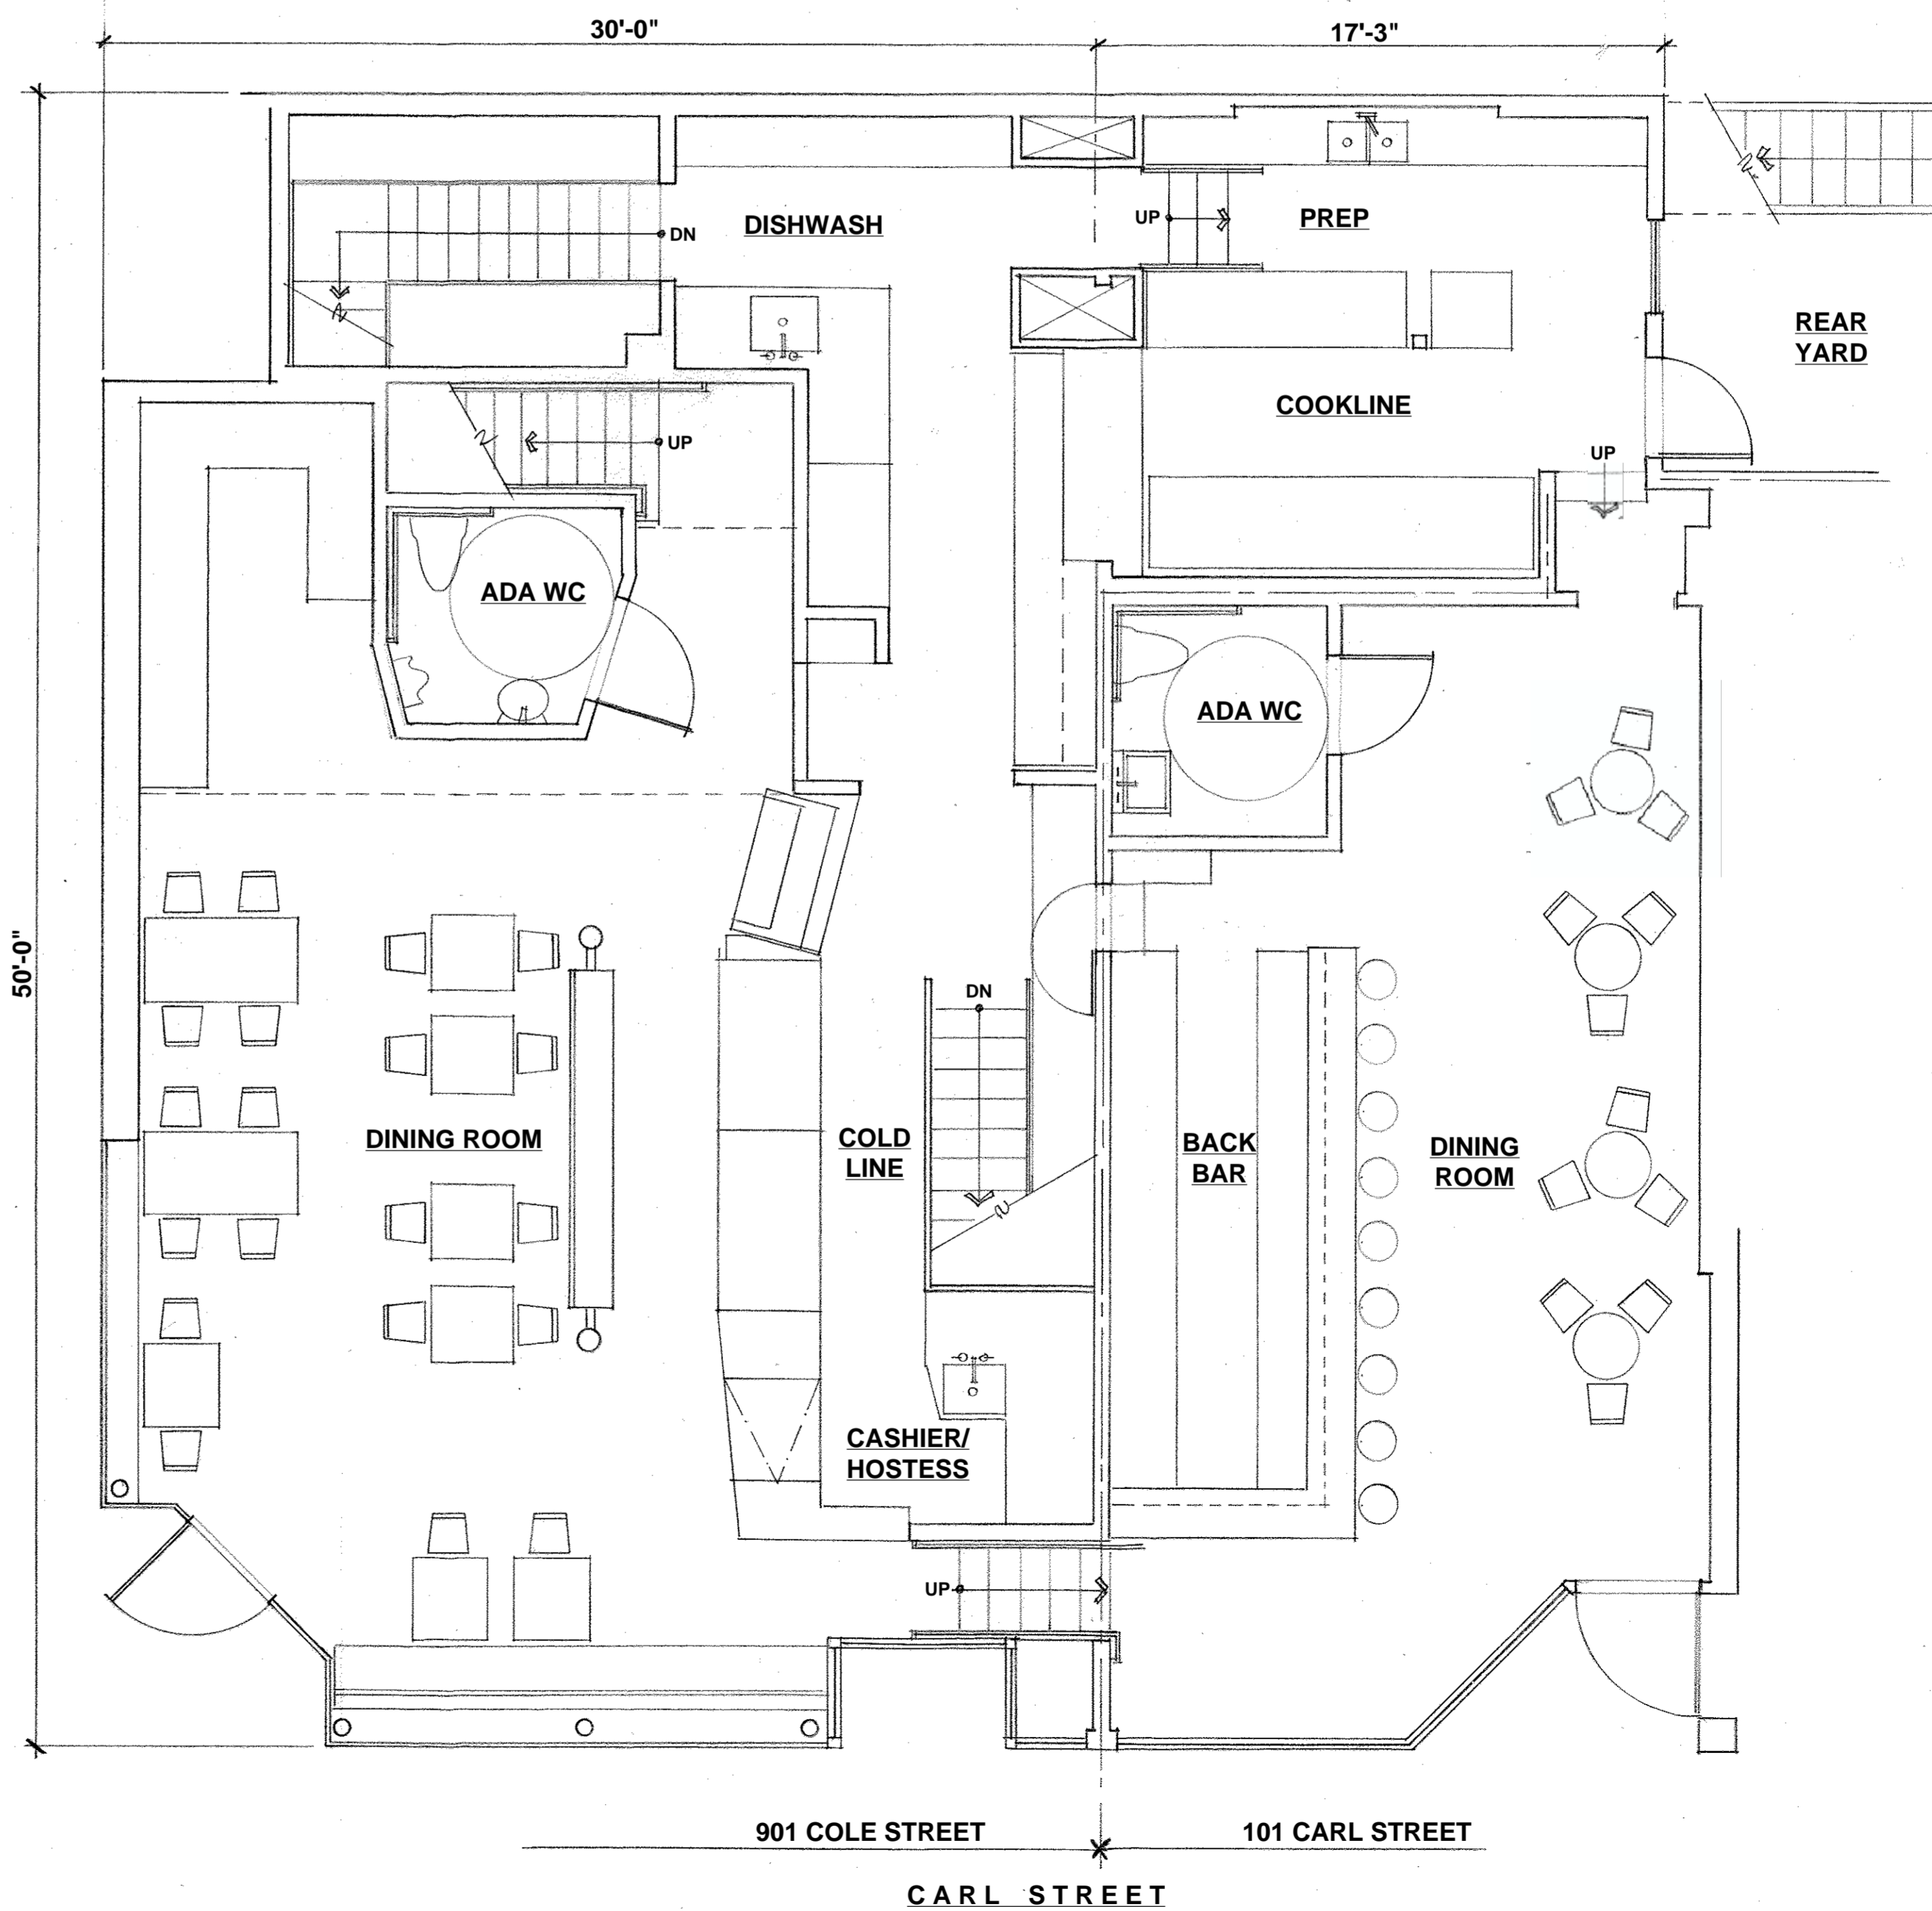 30'-0"
17'-3"
UP
DN
DISHWASH
PREP
REAR
YARD
COOKLINE
UP
UP
ADA WC
ADA WC
50'-0"
DN
DINING ROOM
COLD
LINE
BACK
BAR
DINING
ROOM
CASHIER/
HOSTESS
UP
901 COLE STREET
101 CARL STREET
CARL STREET